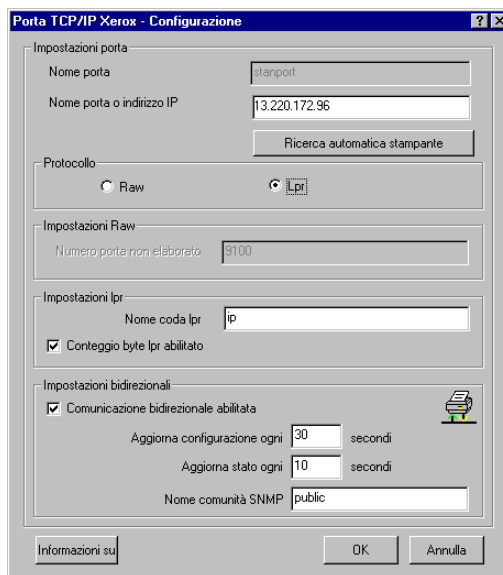 Porta TCP/IP Xerox - Configurazione
Impostazioni porta
Nome porta stanport
Nome porta o indirizzo IP 13.220.172.96
Ricerca automatica stampante
Protocollo
Raw Lpr
Impostazioni Raw
Numero porta non elaborato 9100
Impostazioni lpr
Nome coda lpr ip
Conteggio byte lpr abilitato
Impostazioni bidirezionali
Comunicazione bidirezionale abilitata
Aggiorna configurazione ogni 30 secondi
Aggiorna stato ogni 10 secondi
Nome comunità SNMP public
Informazioni su OK Annulla